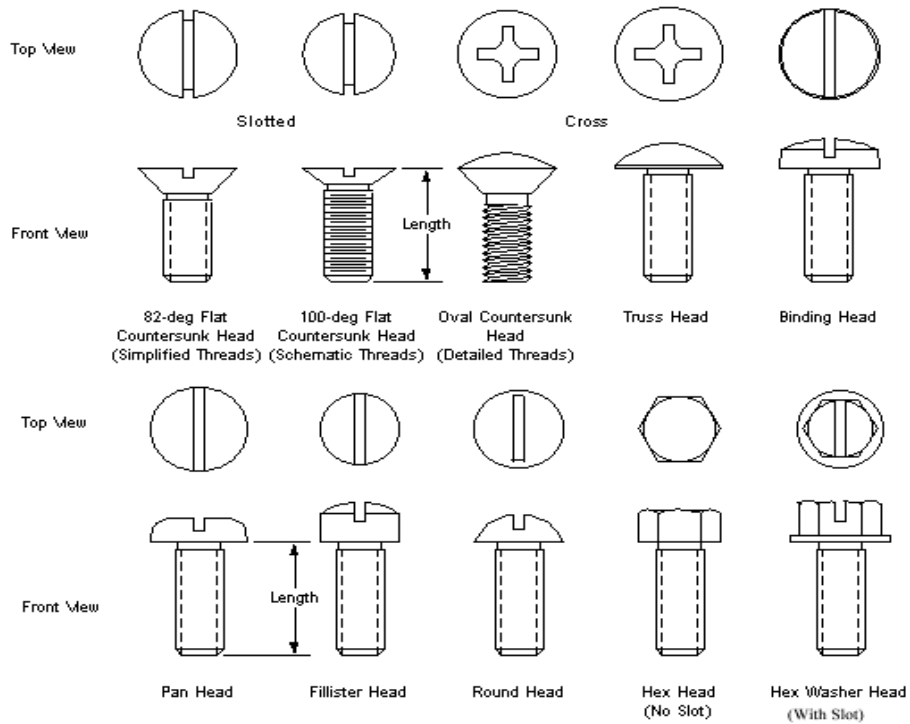 Top View
Slotted
Cross
Front View
Length
82-deg Flat
Countersunk Head
(Simplified Threads)
100-deg Flat
Countersunk Head
(Schematic Threads)
Oval Countersunk
Head
(Detailed Threads)
Truss Head
Binding Head
Top View
Front View
Length
Pan Head
Fillister Head
Round Head
Hex Head
(No Slot)
Hex Washer Head
(With Slot)